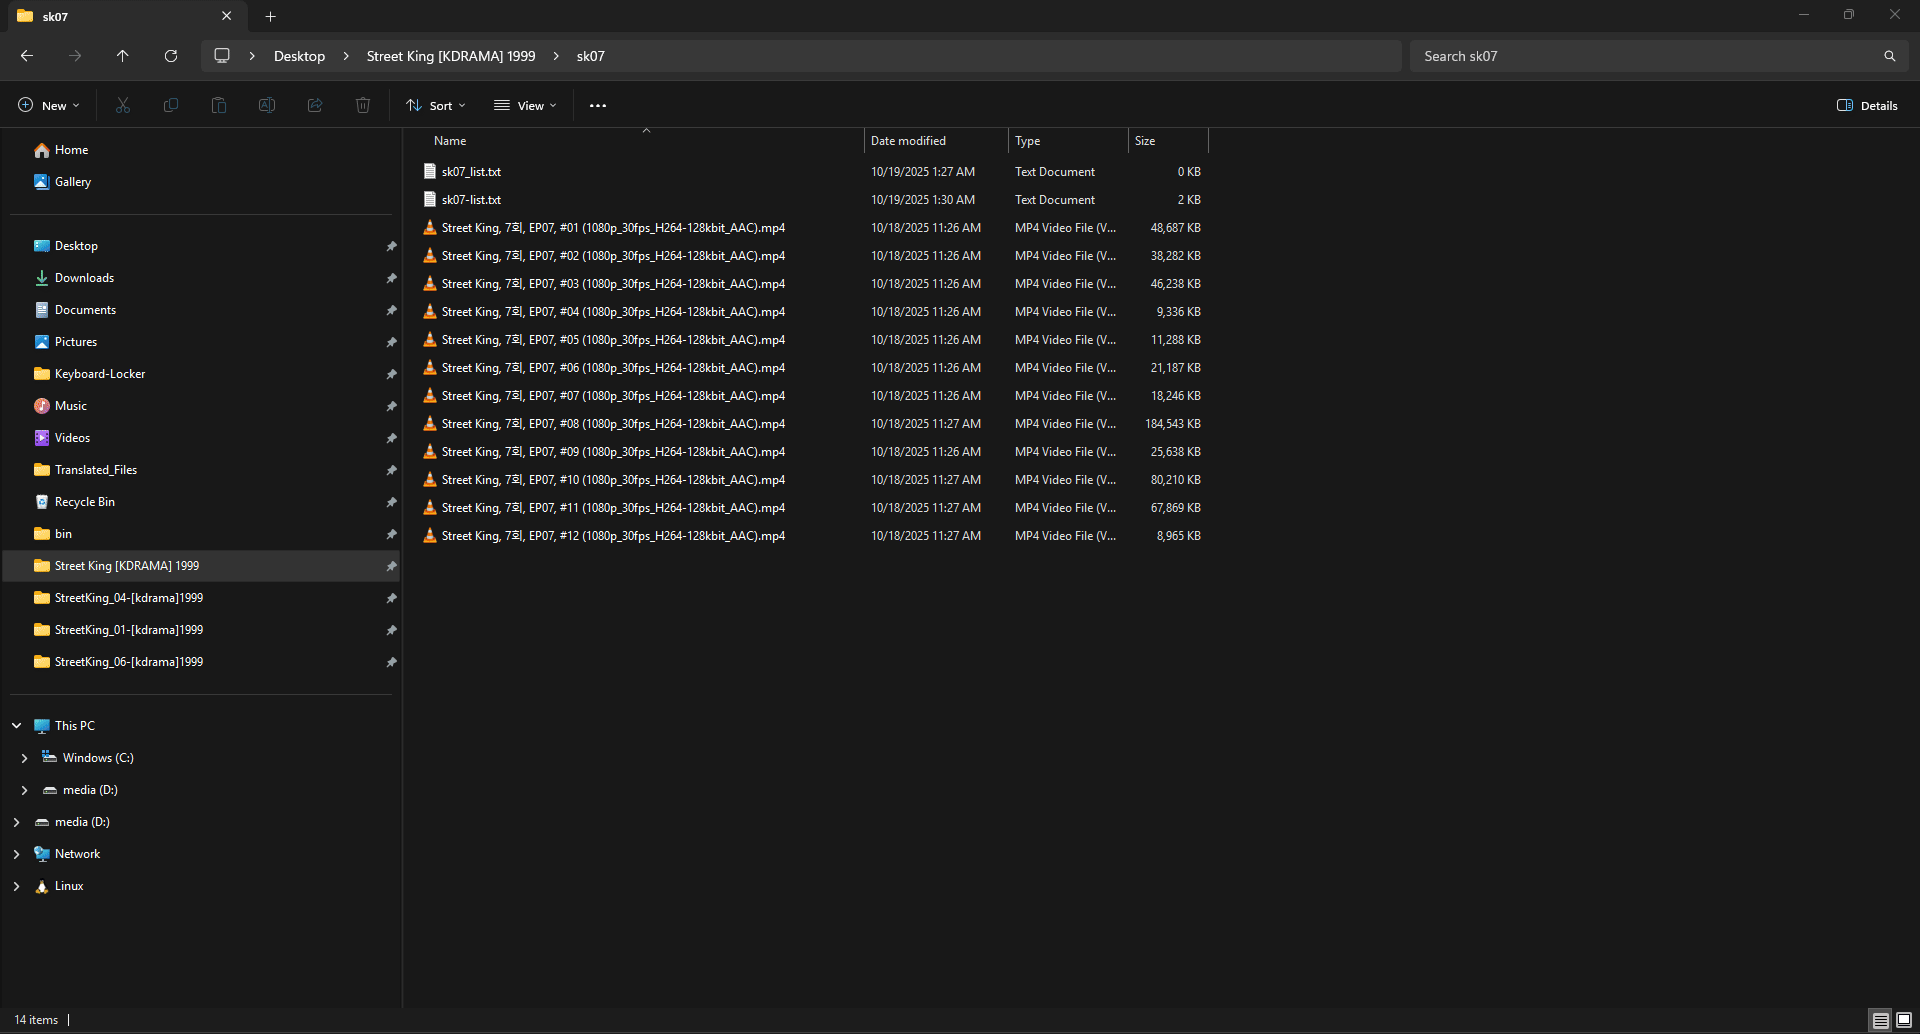 sk07
Desktop > Street King [KDRAMA] 1999 > sk07
Search sk07
New
Sort
View
Details
Home
Gallery
Desktop
Downloads
Documents
Pictures
Keyboard-Locker
Music
Videos
Translated_Files
Recycle Bin
bin
Street King [KDRAMA] 1999
StreetKing_04-[kdrama]1999
StreetKing_01-[kdrama]1999
StreetKing_06-[kdrama]1999
This PC
Windows (C:)
media (D:)
media (D:)
Network
Linux
Name Date modified Type Size
sk07_list.txt 10/19/2025 1:27 AM Text Document 0 KB
sk07-list.txt 10/19/2025 1:30 AM Text Document 2 KB
Street King, 7회, EP07, #01 (1080p_30fps_H264-128kbit_AAC).mp4 10/18/2025 11:26 AM MP4 Video File (V... 48,687 KB
Street King, 7회, EP07, #02 (1080p_30fps_H264-128kbit_AAC).mp4 10/18/2025 11:26 AM MP4 Video File (V... 38,282 KB
Street King, 7회, EP07, #03 (1080p_30fps_H264-128kbit_AAC).mp4 10/18/2025 11:26 AM MP4 Video File (V... 46,238 KB
Street King, 7회, EP07, #04 (1080p_30fps_H264-128kbit_AAC).mp4 10/18/2025 11:26 AM MP4 Video File (V... 9,336 KB
Street King, 7회, EP07, #05 (1080p_30fps_H264-128kbit_AAC).mp4 10/18/2025 11:26 AM MP4 Video File (V... 11,288 KB
Street King, 7회, EP07, #06 (1080p_30fps_H264-128kbit_AAC).mp4 10/18/2025 11:26 AM MP4 Video File (V... 21,187 KB
Street King, 7회, EP07, #07 (1080p_30fps_H264-128kbit_AAC).mp4 10/18/2025 11:26 AM MP4 Video File (V... 18,246 KB
Street King, 7회, EP07, #08 (1080p_30fps_H264-128kbit_AAC).mp4 10/18/2025 11:27 AM MP4 Video File (V... 184,543 KB
Street King, 7회, EP07, #09 (1080p_30fps_H264-128kbit_AAC).mp4 10/18/2025 11:26 AM MP4 Video File (V... 25,638 KB
Street King, 7회, EP07, #10 (1080p_30fps_H264-128kbit_AAC).mp4 10/18/2025 11:27 AM MP4 Video File (V... 80,210 KB
Street King, 7회, EP07, #11 (1080p_30fps_H264-128kbit_AAC).mp4 10/18/2025 11:27 AM MP4 Video File (V... 67,869 KB
Street King, 7회, EP07, #12 (1080p_30fps_H264-128kbit_AAC).mp4 10/18/2025 11:27 AM MP4 Video File (V... 8,965 KB
14 items